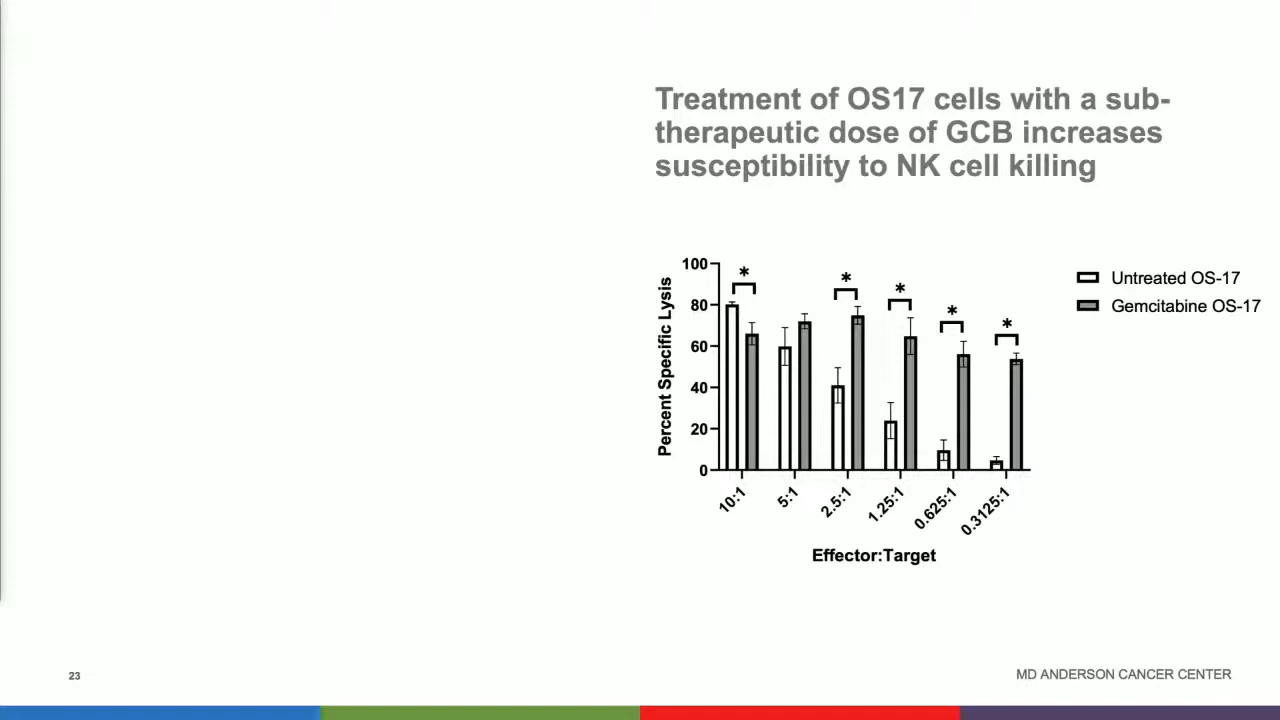 Treatment of OS17 cells with a sub-
therapeutic dose of GCB increases
susceptibility to NK cell killing
100
80
60
40
20
0
Percent Specific Lysis
*
*
*
*
*
Untreated OS-17
Gemcitabine OS-17
10:1
5:1
2.5:1
1.25:1
0.625:1
0.3125:1
Effector:Target
23
MD ANDERSON CANCER CENTER